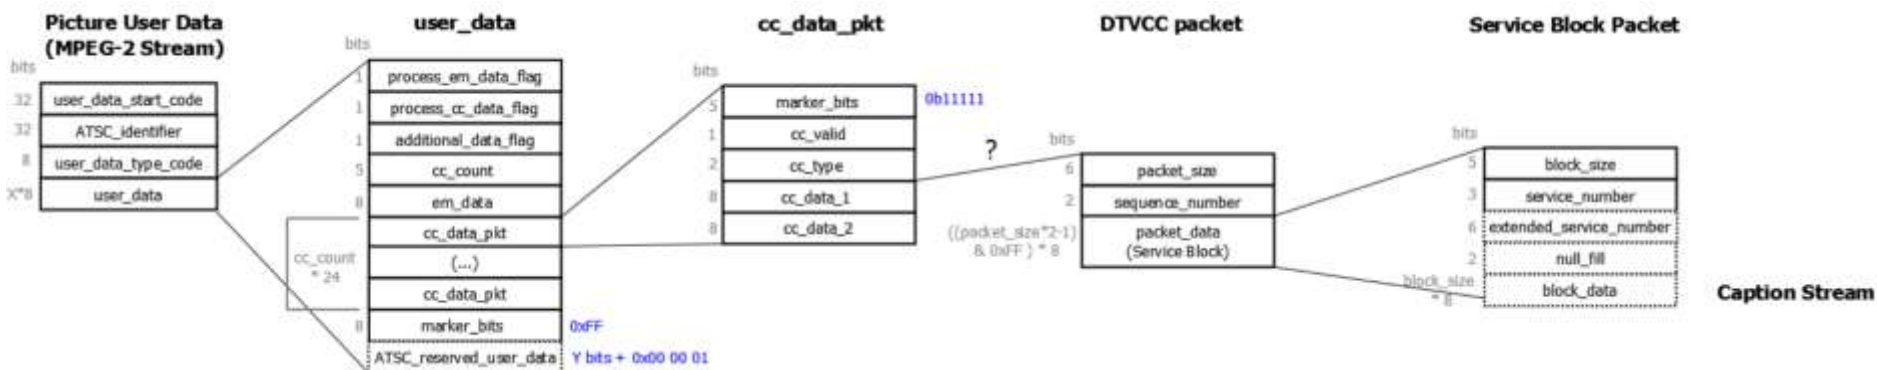 Picture User Data
(MPEG-2 Stream)
bits
32 user_data_start_code
32 ATSC_identifier
8 user_data_type_code
X*8 user_data
user_data
bits
1 process_em_data_flag
1 process_cc_data_flag
1 additional_data_flag
5 cc_count
8 em_data
cc_data_pkt
(...)
cc_data_pkt
cc_count
* 24
8 marker_bits 0xFF
ATSC_reserved_user_data Y bits + 0x00 00 01
cc_data_pkt
bits
5 marker_bits 0b11111
1 cc_valid
2 cc_type
8 cc_data_1
8 cc_data_2
?
DTVCC packet
bits
6 packet_size
2 sequence_number
((packet_size*2-1)
& 0xFF ) * 8
packet_data
(Service Block)
Service Block Packet
bits
5 block_size
3 service_number
6 extended_service_number
2 null_fill
block_size
* 8
block_data
Caption Stream